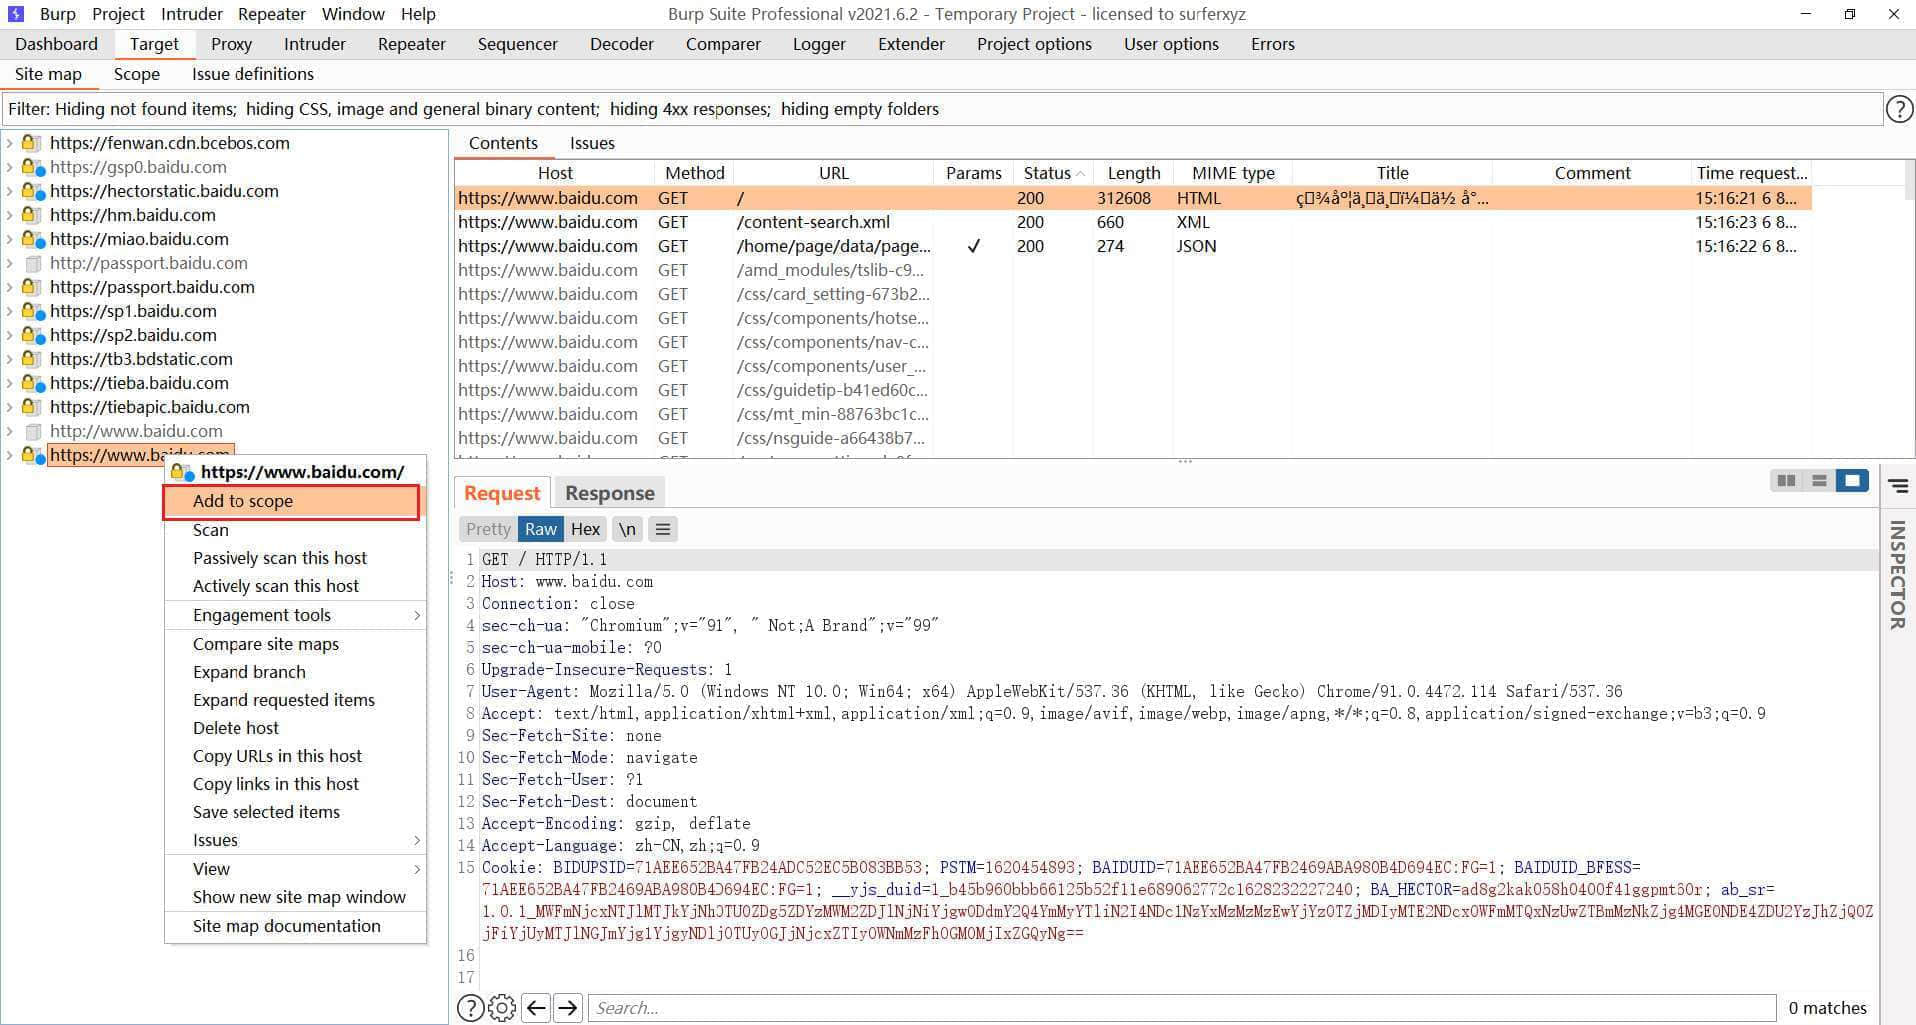 Burp Project Intruder Repeater Window Help
Burp Suite Professional v2021.6.2 - Temporary Project - licensed to surferxyz
Dashboard Target Proxy Intruder Repeater Sequencer Decoder Comparer Logger Extender Project options User options Errors
Site map Scope Issue definitions
Filter: Hiding not found items; hiding CSS, image and general binary content; hiding 4xx responses; hiding empty folders
https://fenwan.cdn.bcebos.com
https://gsp0.baidu.com
https://hectorstatic.baidu.com
https://hm.baidu.com
https://miao.baidu.com
http://passport.baidu.com
https://passport.baidu.com
https://sp1.baidu.com
https://sp2.baidu.com
https://tb3.bdstatic.com
https://tieba.baidu.com
https://tiebapic.baidu.com
http://www.baidu.com
https://www.baidu.com
https://www.baidu.com/
Add to scope
Scan
Passively scan this host
Actively scan this host
Engagement tools
Compare site maps
Expand branch
Expand requested items
Delete host
Copy URLs in this host
Copy links in this host
Save selected items
Issues
View
Show new site map window
Site map documentation
Contents Issues
Host Method URL Params Status Length MIME type Title Comment Time request...
https://www.baidu.com GET / 200 312608 HTML 15:16:21 6 8...
https://www.baidu.com GET /content-search.xml 200 660 XML 15:16:23 6 8...
https://www.baidu.com GET /home/page/data/page... ✓ 200 274 JSON 15:16:22 6 8...
https://www.baidu.com GET /amd_modules/tslib-c9...
https://www.baidu.com GET /css/card_setting-673b2...
https://www.baidu.com GET /css/components/hotse...
https://www.baidu.com GET /css/components/nav-c...
https://www.baidu.com GET /css/components/user_...
https://www.baidu.com GET /css/guidetip-b41ed60c...
https://www.baidu.com GET /css/mt_min-88763bc1c...
https://www.baidu.com GET /css/nsguide-a66438b7...
Request Response
Pretty Raw Hex \n
1 GET / HTTP/1.1
2 Host: www.baidu.com
3 Connection: close
4 sec-ch-ua: "Chromium";v="91", " Not;A Brand";v="99"
5 sec-ch-ua-mobile: ?0
6 Upgrade-Insecure-Requests: 1
7 User-Agent: Mozilla/5.0 (Windows NT 10.0; Win64; x64) AppleWebKit/537.36 (KHTML, like Gecko) Chrome/91.0.4472.114 Safari/537.36
8 Accept: text/html,application/xhtml+xml,application/xml;q=0.9,image/avif,image/webp,image/apng,*/*;q=0.8,application/signed-exchange;v=b3;q=0.9
9 Sec-Fetch-Site: none
10 Sec-Fetch-Mode: navigate
11 Sec-Fetch-User: ?1
12 Sec-Fetch-Dest: document
13 Accept-Encoding: gzip, deflate
14 Accept-Language: zh-CN,zh;q=0.9
15 Cookie: BIDUPSID=71AEE652BA47FB24ADC52EC5B083BB53; PSTM=1620454893; BAIDUID=71AEE652BA47FB2469ABA980B4D694EC:FG=1; BAIDUID_BFESS=
71AEE652BA47FB2469ABA980B4D694EC:FG=1; __yjs_duid=1_b45b960bbb66125b52f11e689062772c1628232227240; BA_HECTOR=ad8g2kak058h0400f41ggpmt60r; ab_sr=
16
17
Search...
0 matches
INSPECTOR